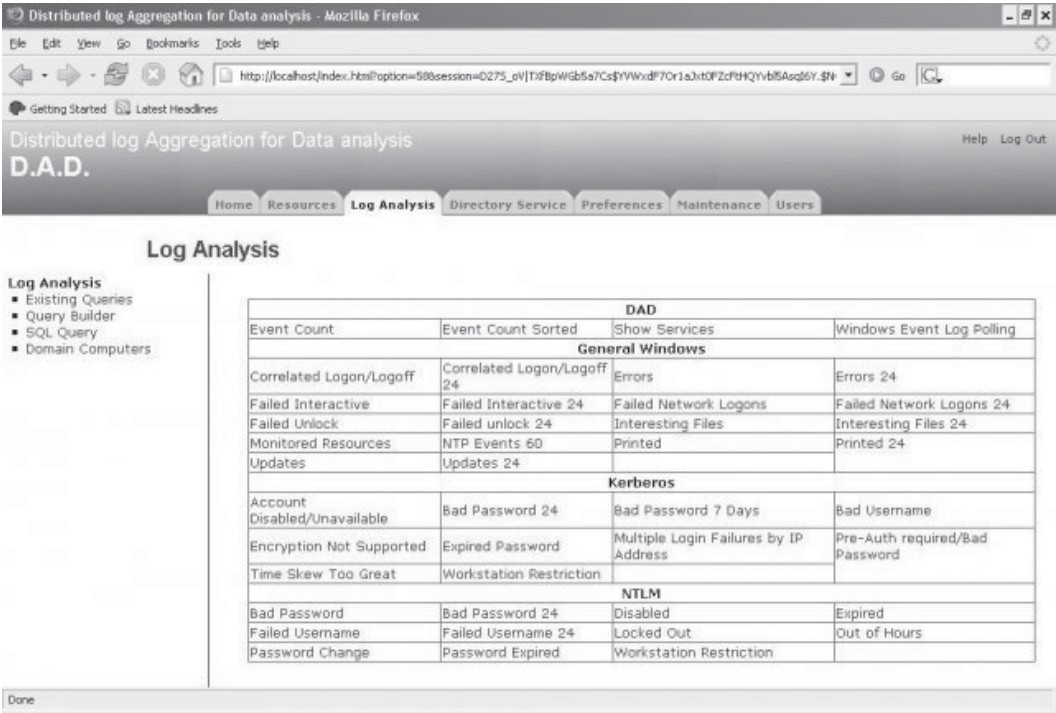 Distributed log Aggregation for Data analysis - Mozilla Firefox
File Edit View Go Bookmarks Tools Help
Go
Getting Started Latest Headlines
Distributed log Aggregation for Data analysis
Help Log Out
D.A.D.
Home Resources Log Analysis Directory Service Preferences Maintenance Users
Log Analysis
Log Analysis
Existing Queries
Query Builder
SQL Query
Domain Computers
DAD
Event Count Event Count Sorted Show Services Windows Event Log Polling
General Windows
Correlated Logon/Logoff Correlated Logon/Logoff 24 Errors Errors 24
Failed Interactive Failed Interactive 24 Failed Network Logons Failed Network Logons 24
Failed Unlock Failed unlock 24 Interesting Files Interesting Files 24
Monitored Resources NTP Events 60 Printed Printed 24
Updates Updates 24
Kerberos
Account Disabled/Unavailable Bad Password 24 Bad Password 7 Days Bad Username
Encryption Not Supported Expired Password Multiple Login Failures by IP Address Pre-Auth required/Bad Password
Time Skew Too Great Workstation Restriction
NTLM
Bad Password Bad Password 24 Disabled Expired
Failed Username Failed Username 24 Locked Out Out of Hours
Password Change Password Expired Workstation Restriction
Done